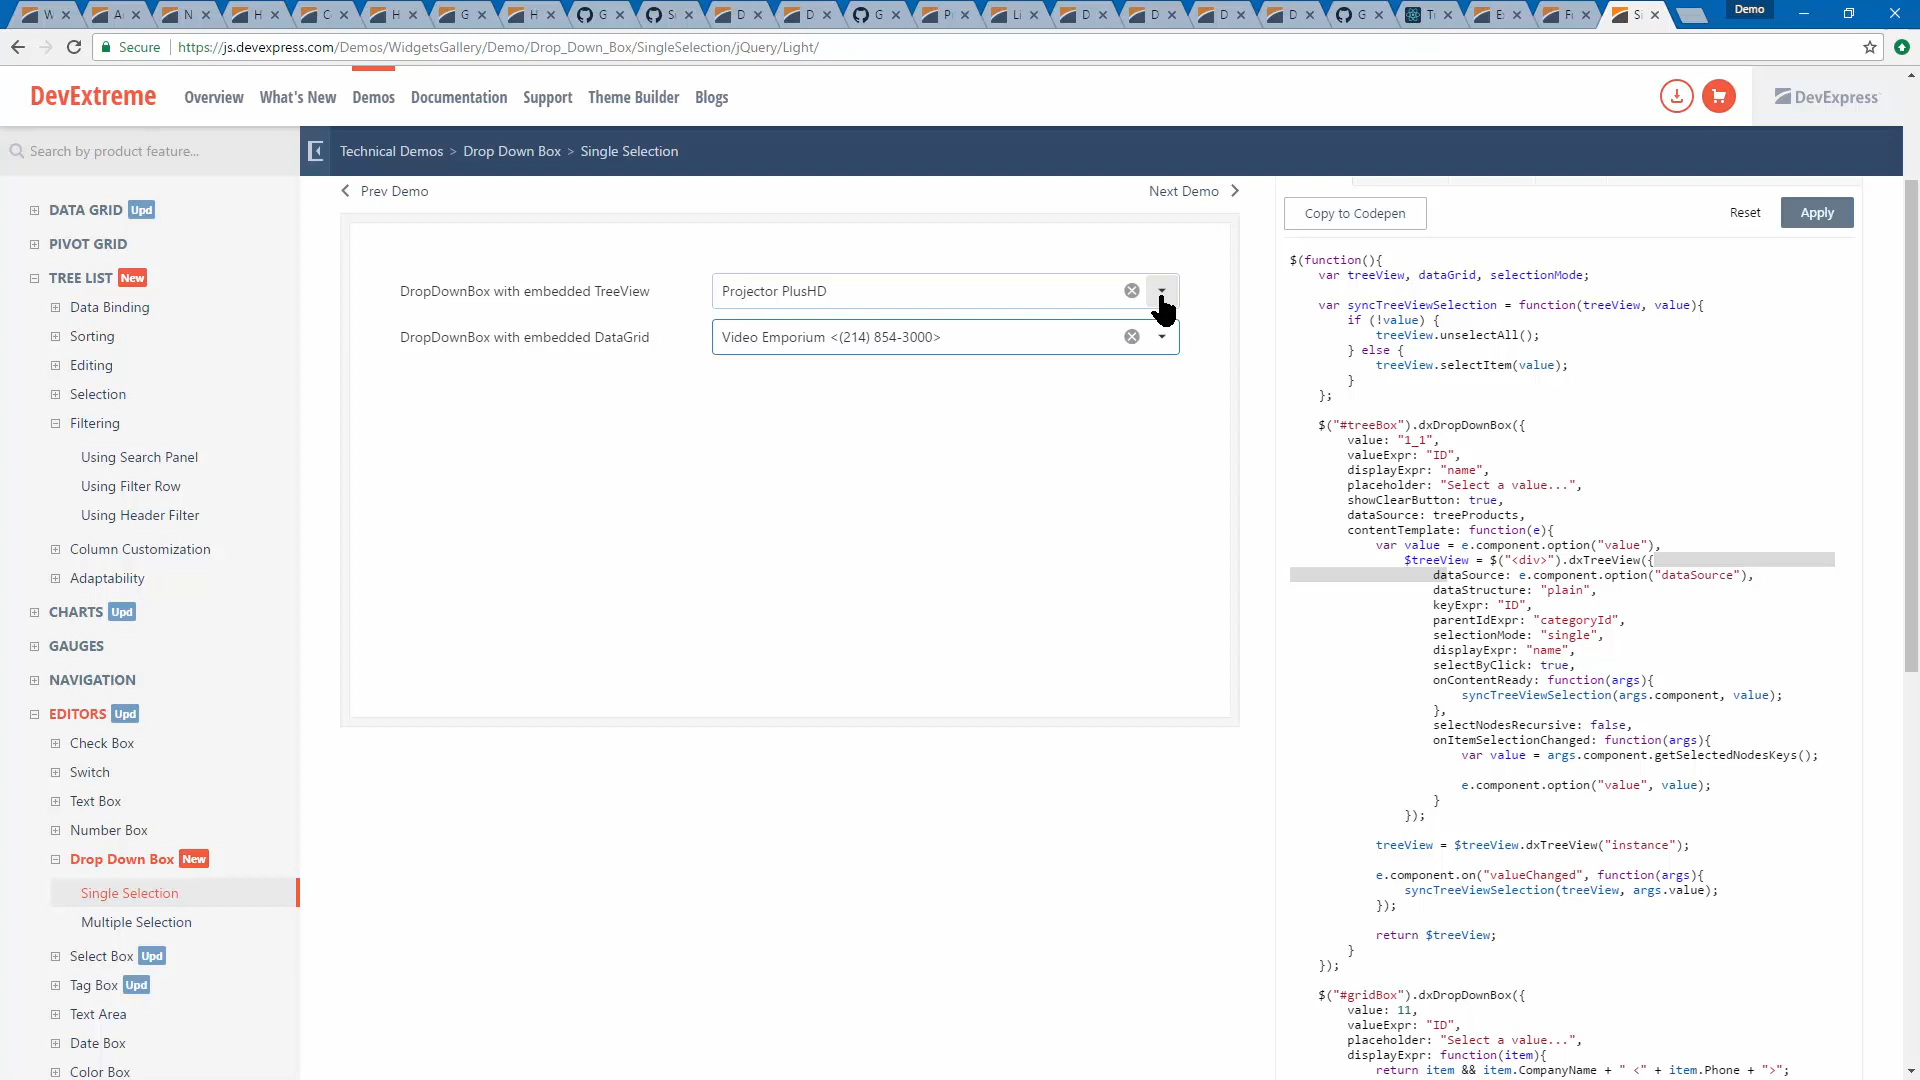 Demo
Secure
https://js.devexpress.com/Demos/WidgetsGallery/Demo/Drop_Down_Box/SingleSelection/jQuery/Light/
DevExtreme
Overview
What's New
Demos
Documentation
Support
Theme Builder
Blogs
DevExpress
Search by product feature...
Technical Demos > Drop Down Box > Single Selection
DATA GRID Upd
PIVOT GRID
TREE LIST New
Data Binding
Sorting
Editing
Selection
Filtering
Using Search Panel
Using Filter Row
Using Header Filter
Column Customization
Adaptability
CHARTS Upd
GAUGES
NAVIGATION
EDITORS Upd
Check Box
Switch
Text Box
Number Box
Drop Down Box New
Single Selection
Multiple Selection
Select Box Upd
Tag Box Upd
Text Area
Date Box
Color Box
Prev Demo
Next Demo
DropDownBox with embedded TreeView
Projector PlusHD
DropDownBox with embedded DataGrid
Video Emporium <(214) 854-3000>
Copy to Codepen
Reset
Apply
$(function(){
var treeView, dataGrid, selectionMode;
var syncTreeViewSelection = function(treeView, value){
if (!value) {
treeView.unselectAll();
} else {
treeView.selectItem(value);
}
};
$("#treeBox").dxDropDownBox({
value: "1_1",
valueExpr: "ID",
displayExpr: "name",
placeholder: "Select a value...",
showClearButton: true,
dataSource: treeProducts,
contentTemplate: function(e){
var value = e.component.option("value"),
$treeView = $("<div>").dxTreeView({
dataSource: e.component.option("dataSource"),
dataStructure: "plain",
keyExpr: "ID",
parentIdExpr: "categoryId",
selectionMode: "single",
displayExpr: "name",
selectByClick: true,
onContentReady: function(args){
syncTreeViewSelection(args.component, value);
},
selectNodesRecursive: false,
onItemSelectionChanged: function(args){
var value = args.component.getSelectedNodesKeys();
e.component.option("value", value);
}
});
treeView = $treeView.dxTreeView("instance");
e.component.on("valueChanged", function(args){
syncTreeViewSelection(treeView, args.value);
});
return $treeView;
}
});
$("#gridBox").dxDropDownBox({
value: 11,
valueExpr: "ID",
placeholder: "Select a value...",
displayExpr: function(item){
return item && item.CompanyName + " <" + item.Phone + ">";